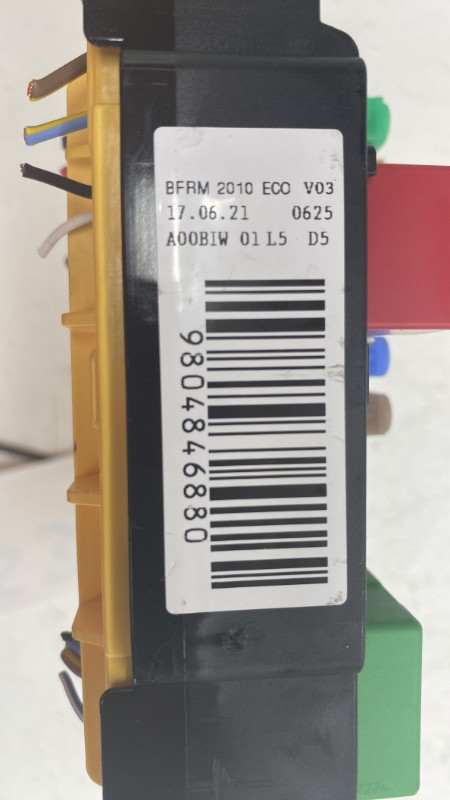 BFRM 2010 ECO V03
17.06.21 0625
A00BIW 01 L5 D5
9804846880